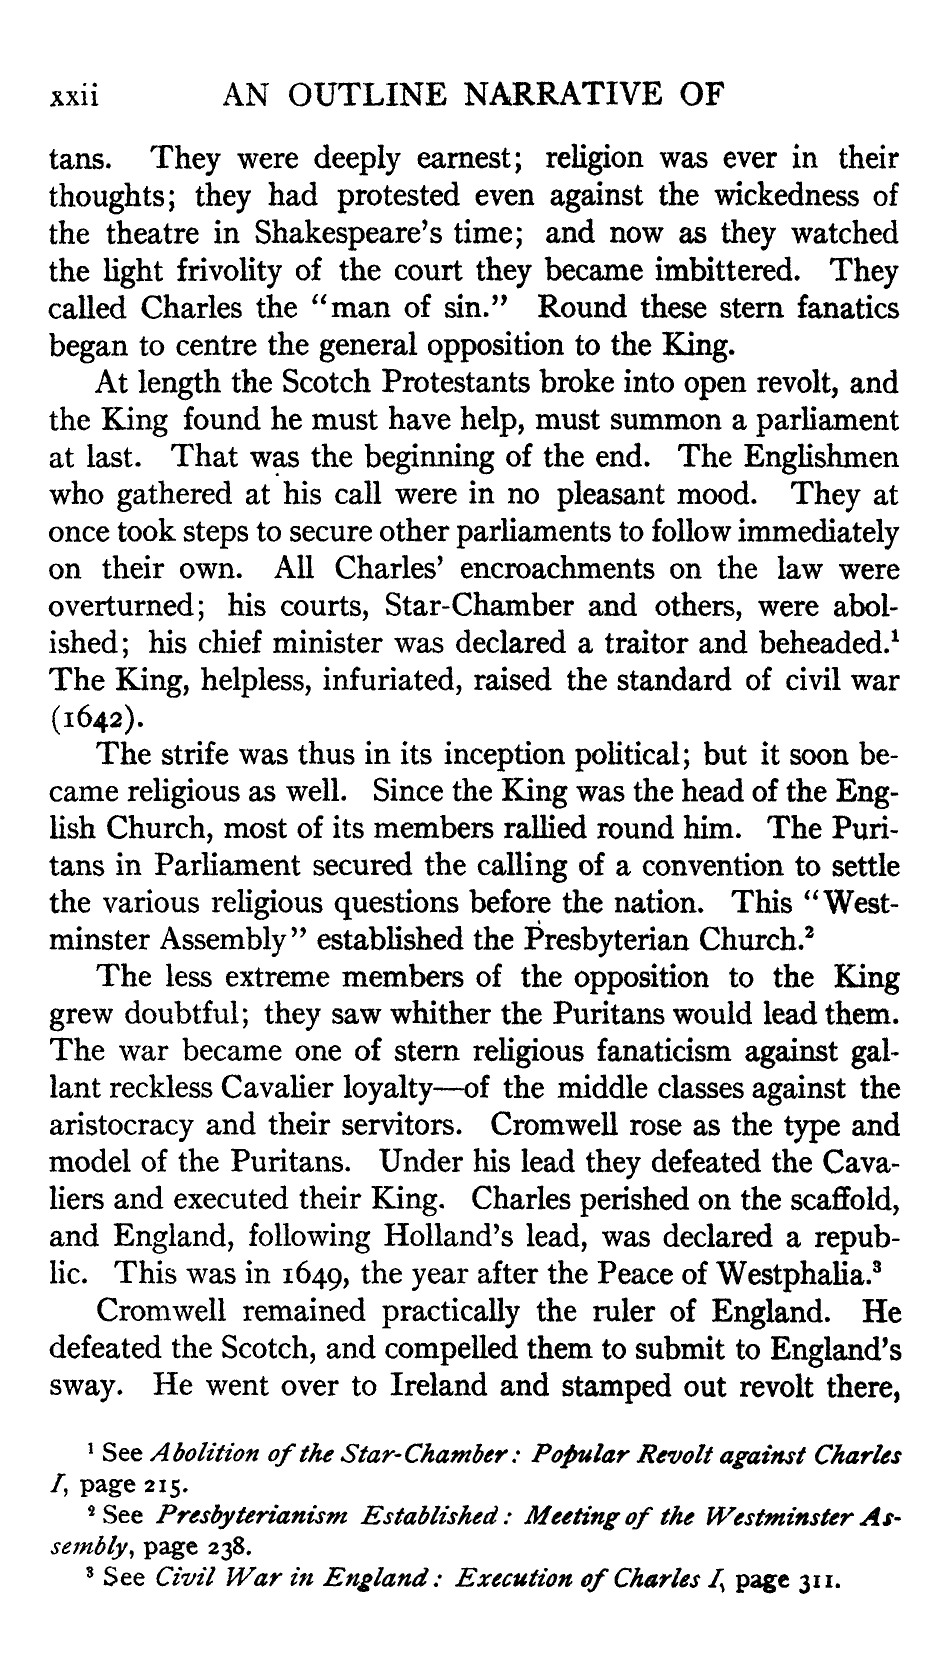 xxii AN OUTLINE NARRATIVE OF
tans. They were deeply earnest; religion was ever in their
thoughts; they had protested even against the wickedness of
the theatre in Shakespeare's time; and now as they watched
the light frivolity of the court they became imbittered. They
called Charles the “man of sin.” Round these stern fanatics
began to centre the general opposition to the King.
At length the Scotch Protestants broke into open revolt, and
the King found he must have help, must summon a parliament
at last. That was the beginning of the end. The Englishmen
who gathered at his call were in no pleasant mood. They at
once took steps to secure other parliaments to follow immediately
on their own. All Charles' encroachments on the law were
overturned; his courts, Star-Chamber and others, were abol-
ished; his chief minister was declared a traitor and beheaded.¹
The King, helpless, infuriated, raised the standard of civil war
(1642).
The strife was thus in its inception political; but it soon be-
came religious as well. Since the King was the head of the Eng-
lish Church, most of its members rallied round him. The Puri-
tans in Parliament secured the calling of a convention to settle
the various religious questions before the nation. This “West-
minster Assembly” established the Presbyterian Church.²
The less extreme members of the opposition to the King
grew doubtful; they saw whither the Puritans would lead them.
The war became one of stern religious fanaticism against gal-
lant reckless Cavalier loyalty—of the middle classes against the
aristocracy and their servitors. Cromwell rose as the type and
model of the Puritans. Under his lead they defeated the Cava-
liers and executed their King. Charles perished on the scaffold,
and England, following Holland's lead, was declared a repub-
lic. This was in 1649, the year after the Peace of Westphalia.³
Cromwell remained practically the ruler of England. He
defeated the Scotch, and compelled them to submit to England's
sway. He went over to Ireland and stamped out revolt there,
¹ See Abolition of the Star-Chamber: Popular Revolt against Charles
I, page 215.
² See Presbyterianism Established: Meeting of the Westminster As-
sembly, page 238.
³ See Civil War in England: Execution of Charles I, page 311.